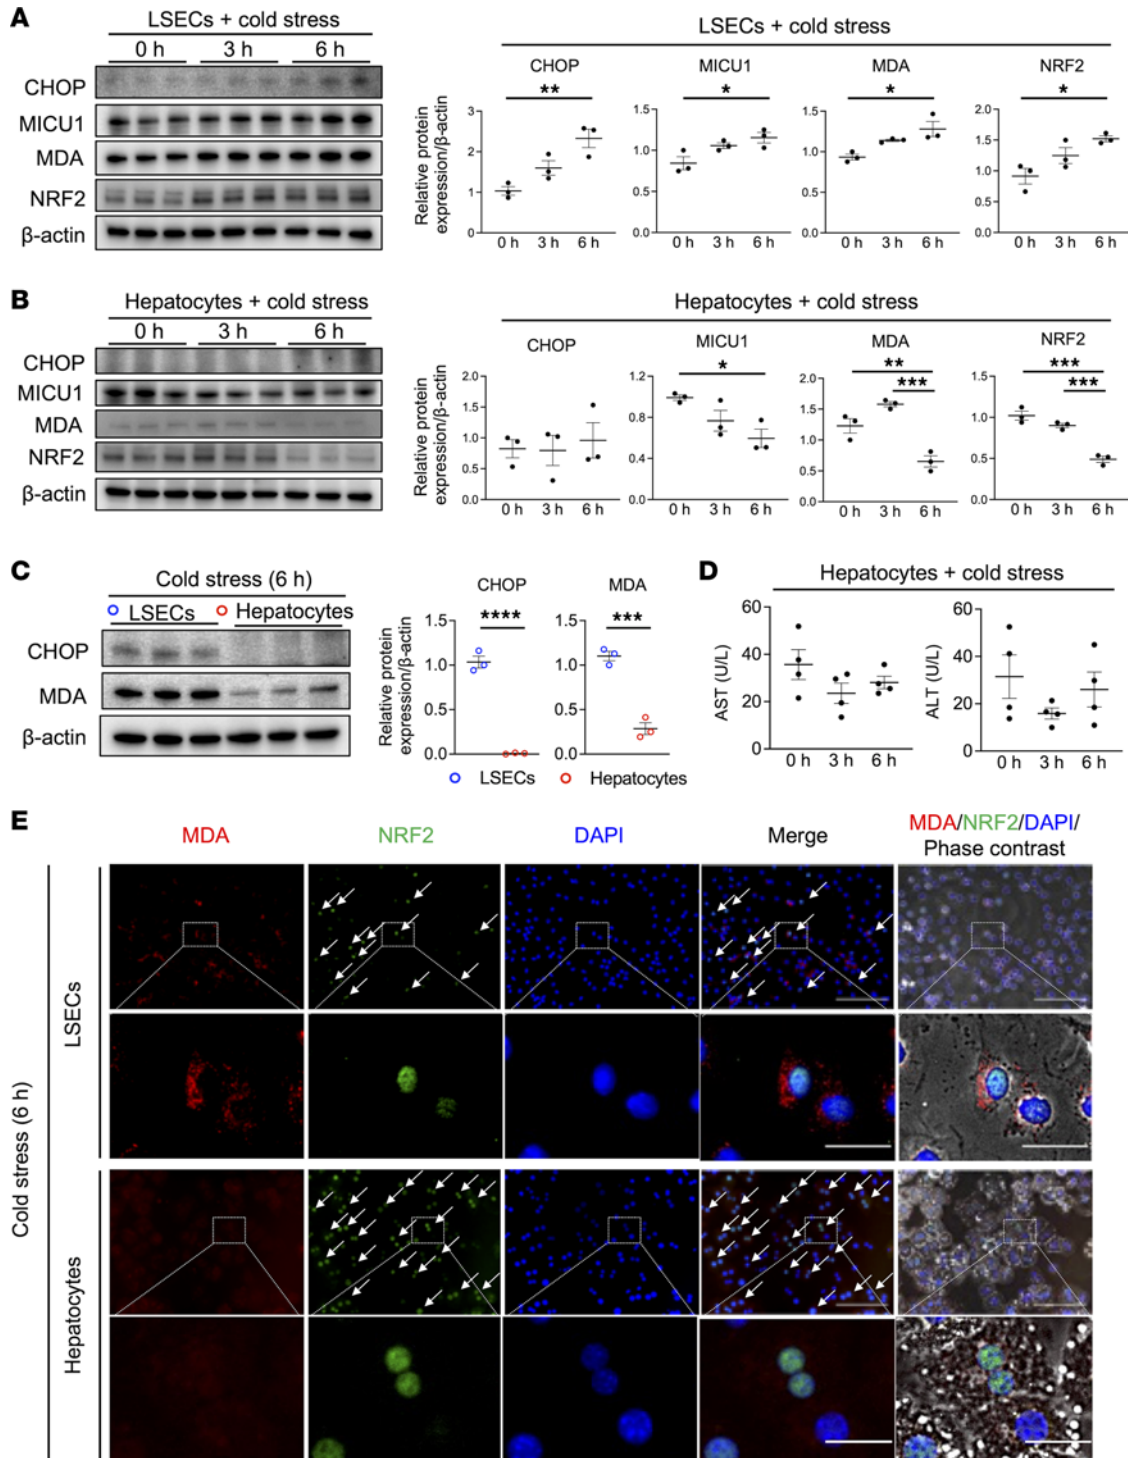 A
LSECs + cold stress
0 h 3 h 6 h
CHOP
MICU1
MDA
NRF2
β-actin
LSECs + cold stress
CHOP MICU1 MDA NRF2
** * * *
Relative protein
expression/β-actin
3
2
1
0
1.5
1.0
0.5
0.0
1.5
1.0
0.5
0.0
2.0
1.5
1.0
0.5
0.0
0 h 3 h 6 h 0 h 3 h 6 h 0 h 3 h 6 h 0 h 3 h 6 h
B
Hepatocytes + cold stress
0 h 3 h 6 h
CHOP
MICU1
MDA
NRF2
β-actin
Hepatocytes + cold stress
CHOP MICU1 MDA NRF2
* ** *** *** ***
Relative protein
expression/β-actin
2.0
1.5
1.0
0.5
0.0
1.2
0.9
0.6
0.3
0.0
2.0
1.5
1.0
0.5
0.0
1.5
1.0
0.5
0.0
0 h 3 h 6 h 0 h 3 h 6 h 0 h 3 h 6 h 0 h 3 h 6 h
C
Cold stress (6 h)
LSECs Hepatocytes
CHOP
MDA
β-actin
CHOP MDA
**** ***
Relative protein
expression/β-actin
1.5
1.0
0.5
0.0
1.5
1.0
0.5
0.0
LSECs Hepatocytes
D
Hepatocytes + cold stress
AST (U/L)
60
40
20
0
0 h 3 h 6 h
ALT (U/L)
60
40
20
0
0 h 3 h 6 h
E
MDA NRF2 DAPI Merge MDA/NRF2/DAPI/
Phase contrast
Cold stress (6 h)
LSECs
Hepatocytes